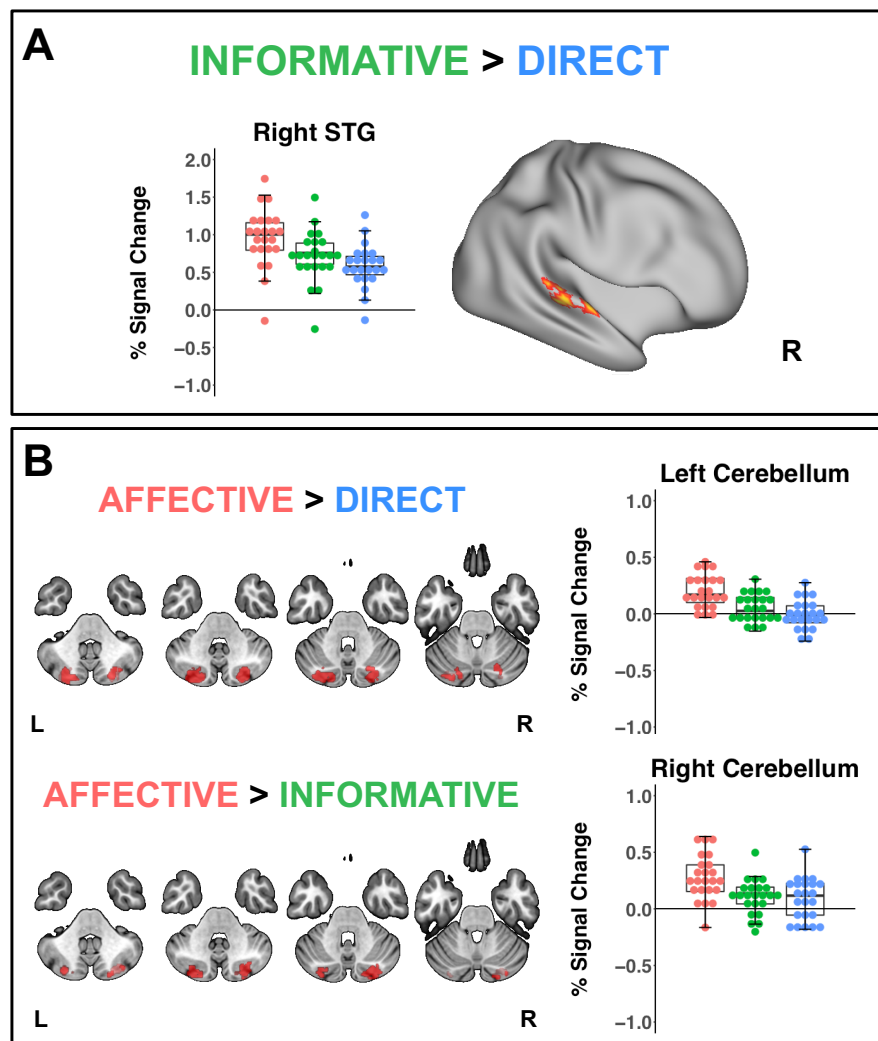 A
INFORMATIVE > DIRECT
Right STG
% Signal Change
2.0
1.5
1.0
0.5
0.0
−0.5
−1.0
R
B
AFFECTIVE > DIRECT
L
R
Left Cerebellum
% Signal Change
1.0
0.5
0.0
−0.5
−1.0
AFFECTIVE > INFORMATIVE
L
R
Right Cerebellum
% Signal Change
1.0
0.5
0.0
−0.5
−1.0